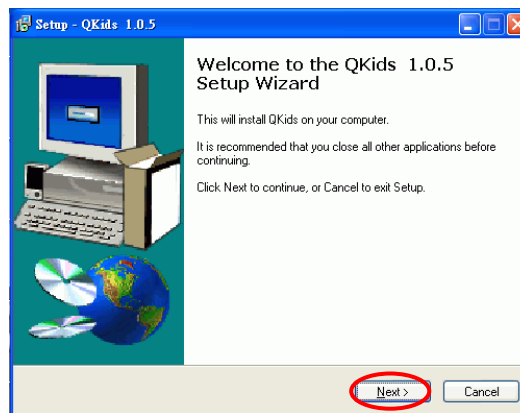 Setup - QKids 1.0.5
Welcome to the QKids 1.0.5
Setup Wizard
This will install QKids on your computer.
It is recommended that you close all other applications before
continuing.
Click Next to continue, or Cancel to exit Setup.
Next >
Cancel